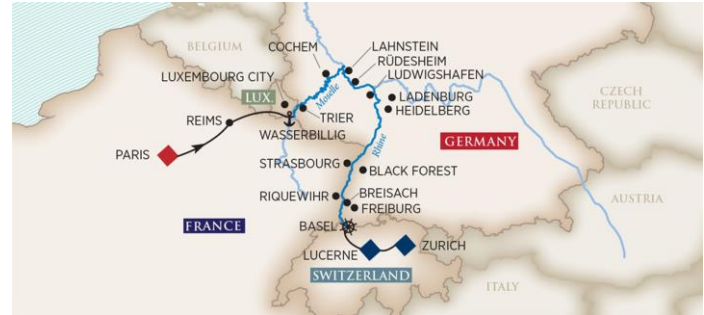 BELGIUM
COCHEM
LAHNSTEIN
RÜDESHEIM
LUDWIGSHAFEN
LUXEMBOURG CITY
LUX.
Moselle
LADENBURG
HEIDELBERG
CZECH
REPUBLIC
REIMS
TRIER
WASSERBILLIG
GERMANY
PARIS
Rhine
STRASBOURG
BLACK FOREST
RIQUEWIHR
BREISACH
FREIBURG
AUSTRIA
FRANCE
BASEL
LUCERNE
ZURICH
SWITZERLAND
ITALY